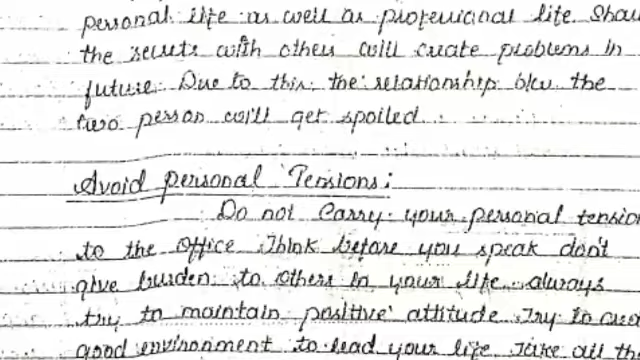 personal life as well as professional life. Shar
the secrets with others will create problems in
future. Due to this the relationship b/w the
two person will get spoiled.
Avoid personal Tensions:
Do not carry your personal tension
to the office. Think before you speak don't
give burden to others in your life. always
try to maintain positive attitude. Try to crea
good environment to lead your life. Take all th